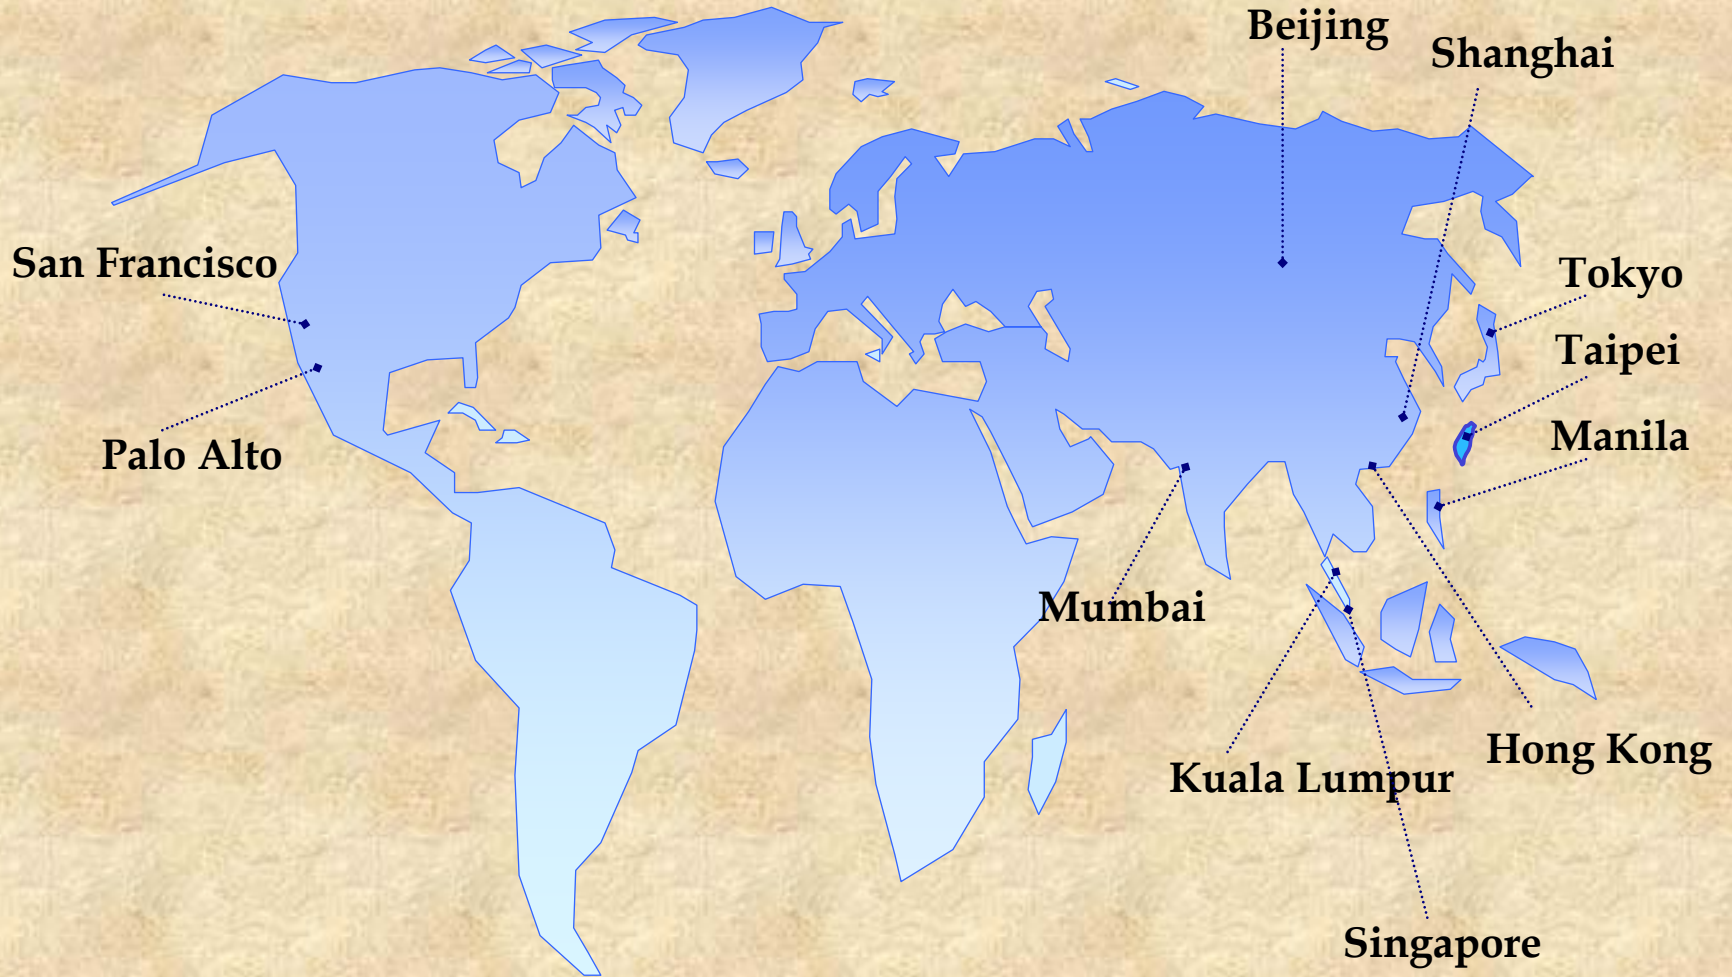 Beijing
Shanghai
San Francisco
Tokyo
Taipei
Manila
Palo Alto
Mumbai
Hong Kong
Kuala Lumpur
Singapore